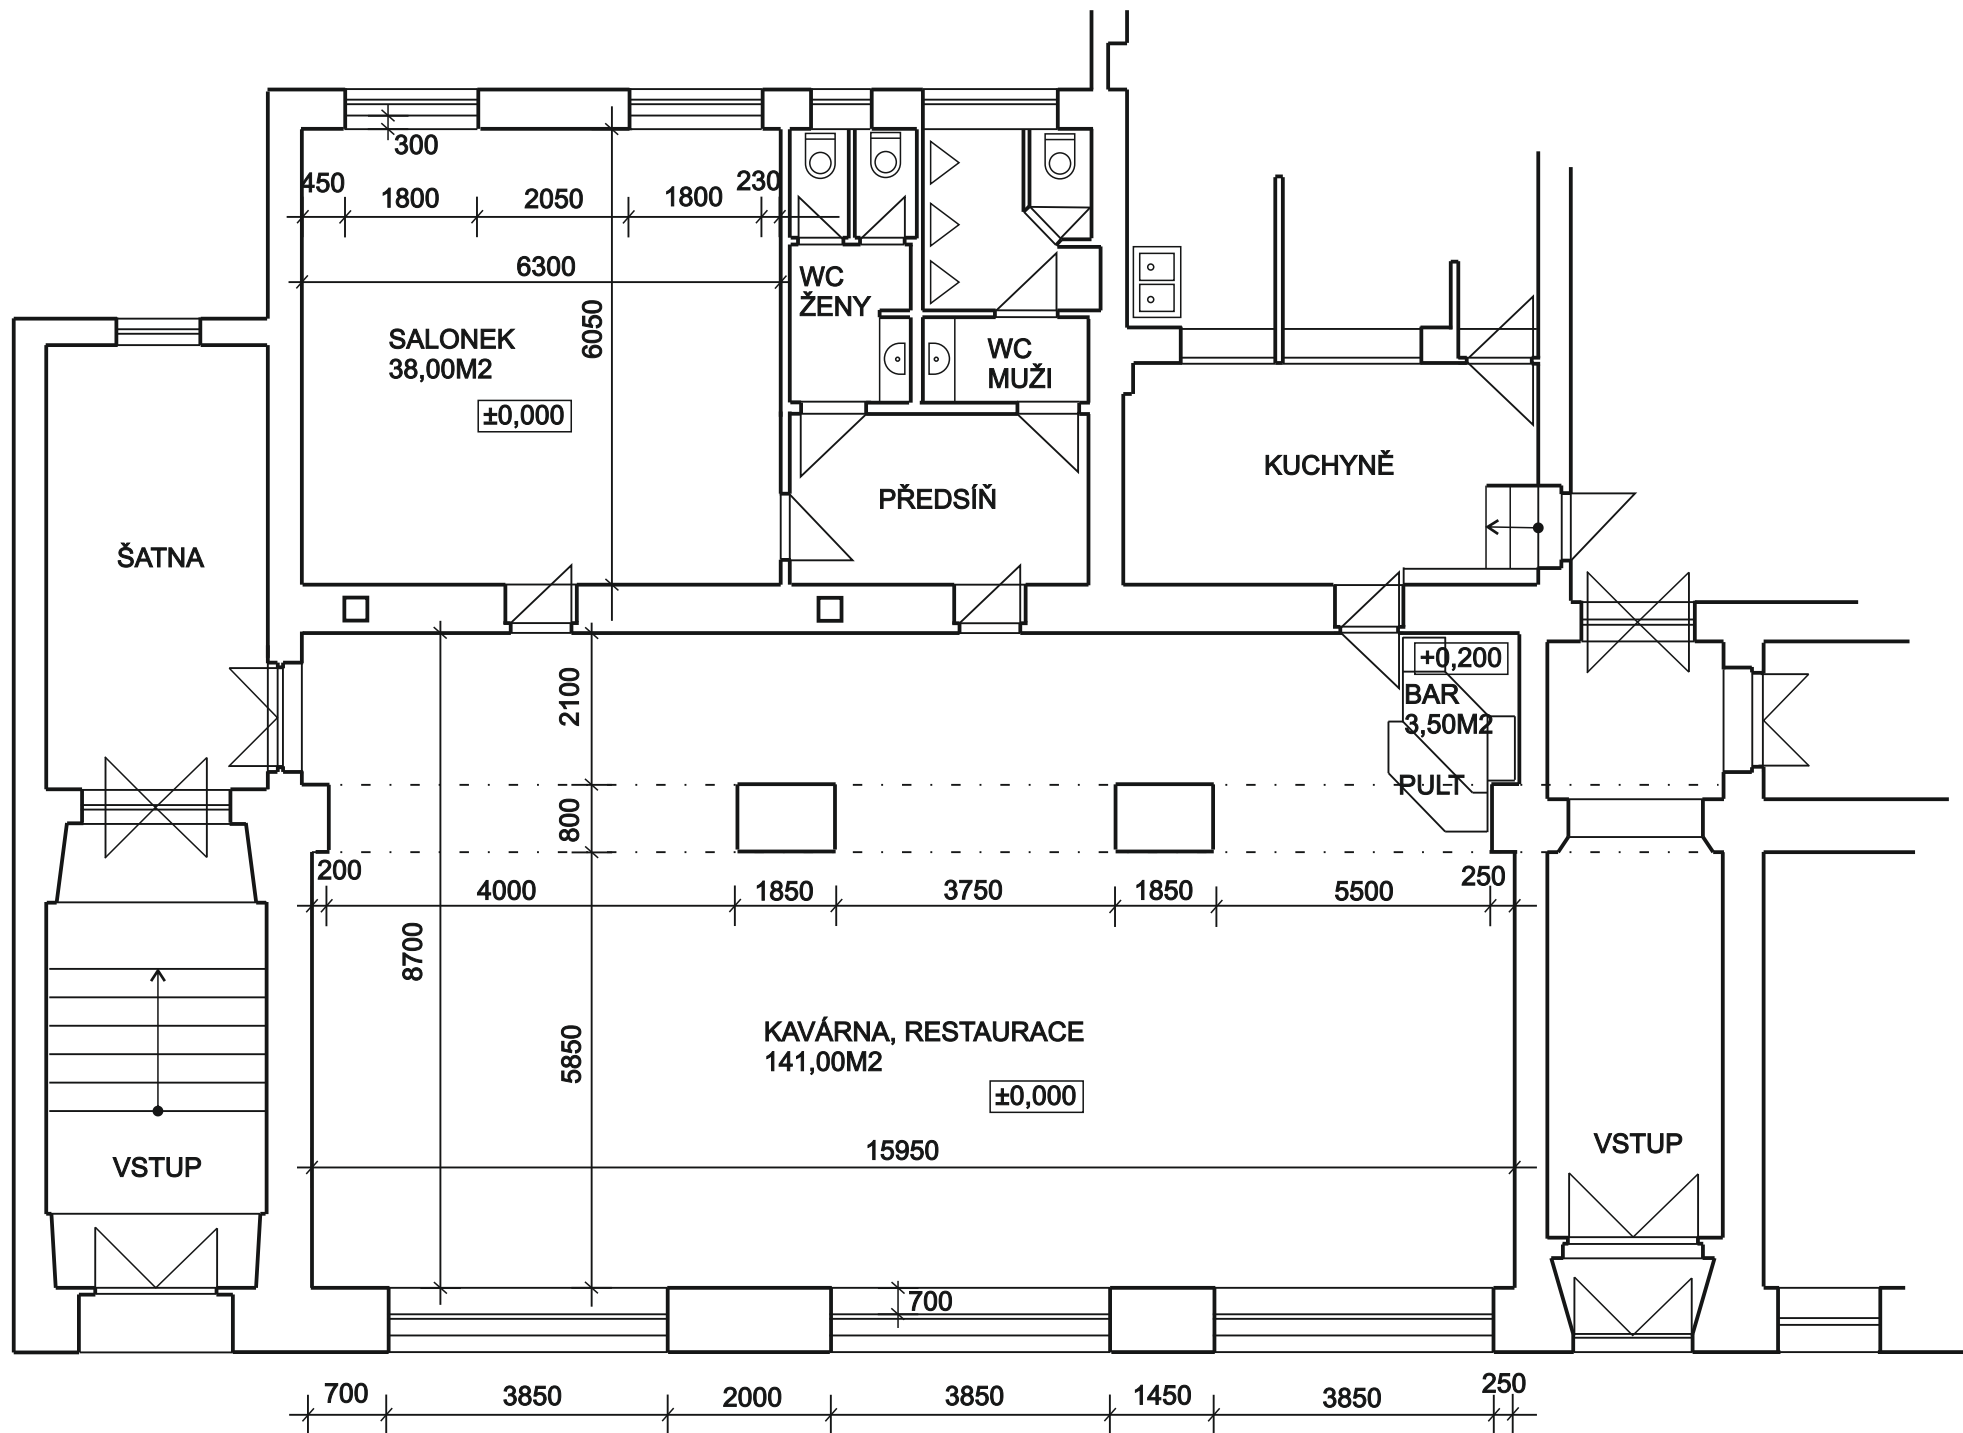 300
450
1800
2050
1800
230
6300
WC
ŽENY
6050
SALONEK
38,00M2
WC
MUŽI
±0,000
KUCHYNĚ
PŘEDSÍŇ
ŠATNA
2100
+0,200
BAR
3,50M2
PULT
800
200
4000
1850
3750
1850
5500
250
8700
5850
KAVÁRNA, RESTAURACE
141,00M2
±0,000
15950
VSTUP
VSTUP
700
700
3850
2000
3850
1450
3850
250